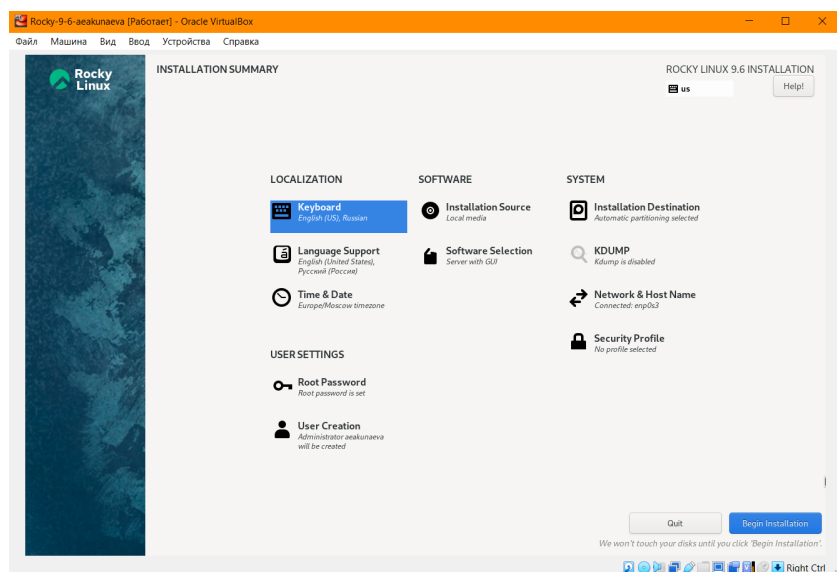 Rocky-9-6-aeakunaeva [Работает] - Oracle VirtualBox
Файл Машина Вид Ввод Устройства Справка
Rocky
Linux
INSTALLATION SUMMARY
ROCKY LINUX 9.6 INSTALLATION
us
Help!
LOCALIZATION
Keyboard
English (US), Russian
Language Support
English (United States),
Русский (Россия)
Time & Date
Europe/Moscow timezone
USER SETTINGS
Root Password
Root password is set
User Creation
Administrator aeakunaeva
will be created
SOFTWARE
Installation Source
Local media
Software Selection
Server with GUI
SYSTEM
Installation Destination
Automatic partitioning selected
KDUMP
Kdump is disabled
Network & Host Name
Connected: enp0s3
Security Profile
No profile selected
Quit
Begin Installation
We won't touch your disks until you click 'Begin Installation'.
Right Ctrl